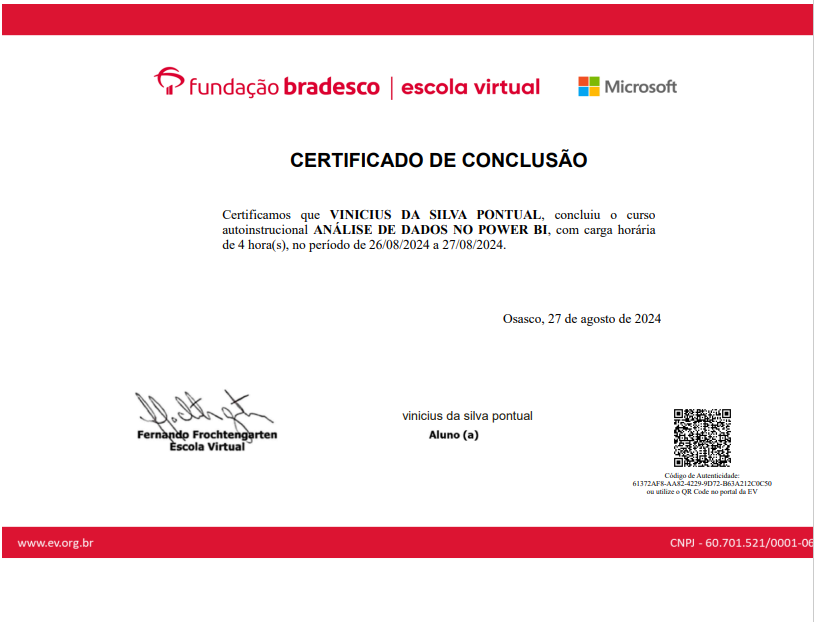 fundação bradesco | escola virtual
Microsoft
CERTIFICADO DE CONCLUSÃO
Certificamos que VINICIUS DA SILVA PONTUAL, concluiu o curso
autoinstrucional ANÁLISE DE DADOS NO POWER BI, com carga horária
de 4 hora(s), no período de 26/08/2024 a 27/08/2024.
Osasco, 27 de agosto de 2024
Fernando Frochtengarten
Escola Virtual
vinicius da silva pontual
Aluno (a)
Código de Autenticidade:
61372AF8-AA82-4229-9D72-B63A212C0C50
ou utilize o QR Code no portal da EV
www.ev.org.br
CNPJ - 60.701.521/0001-06